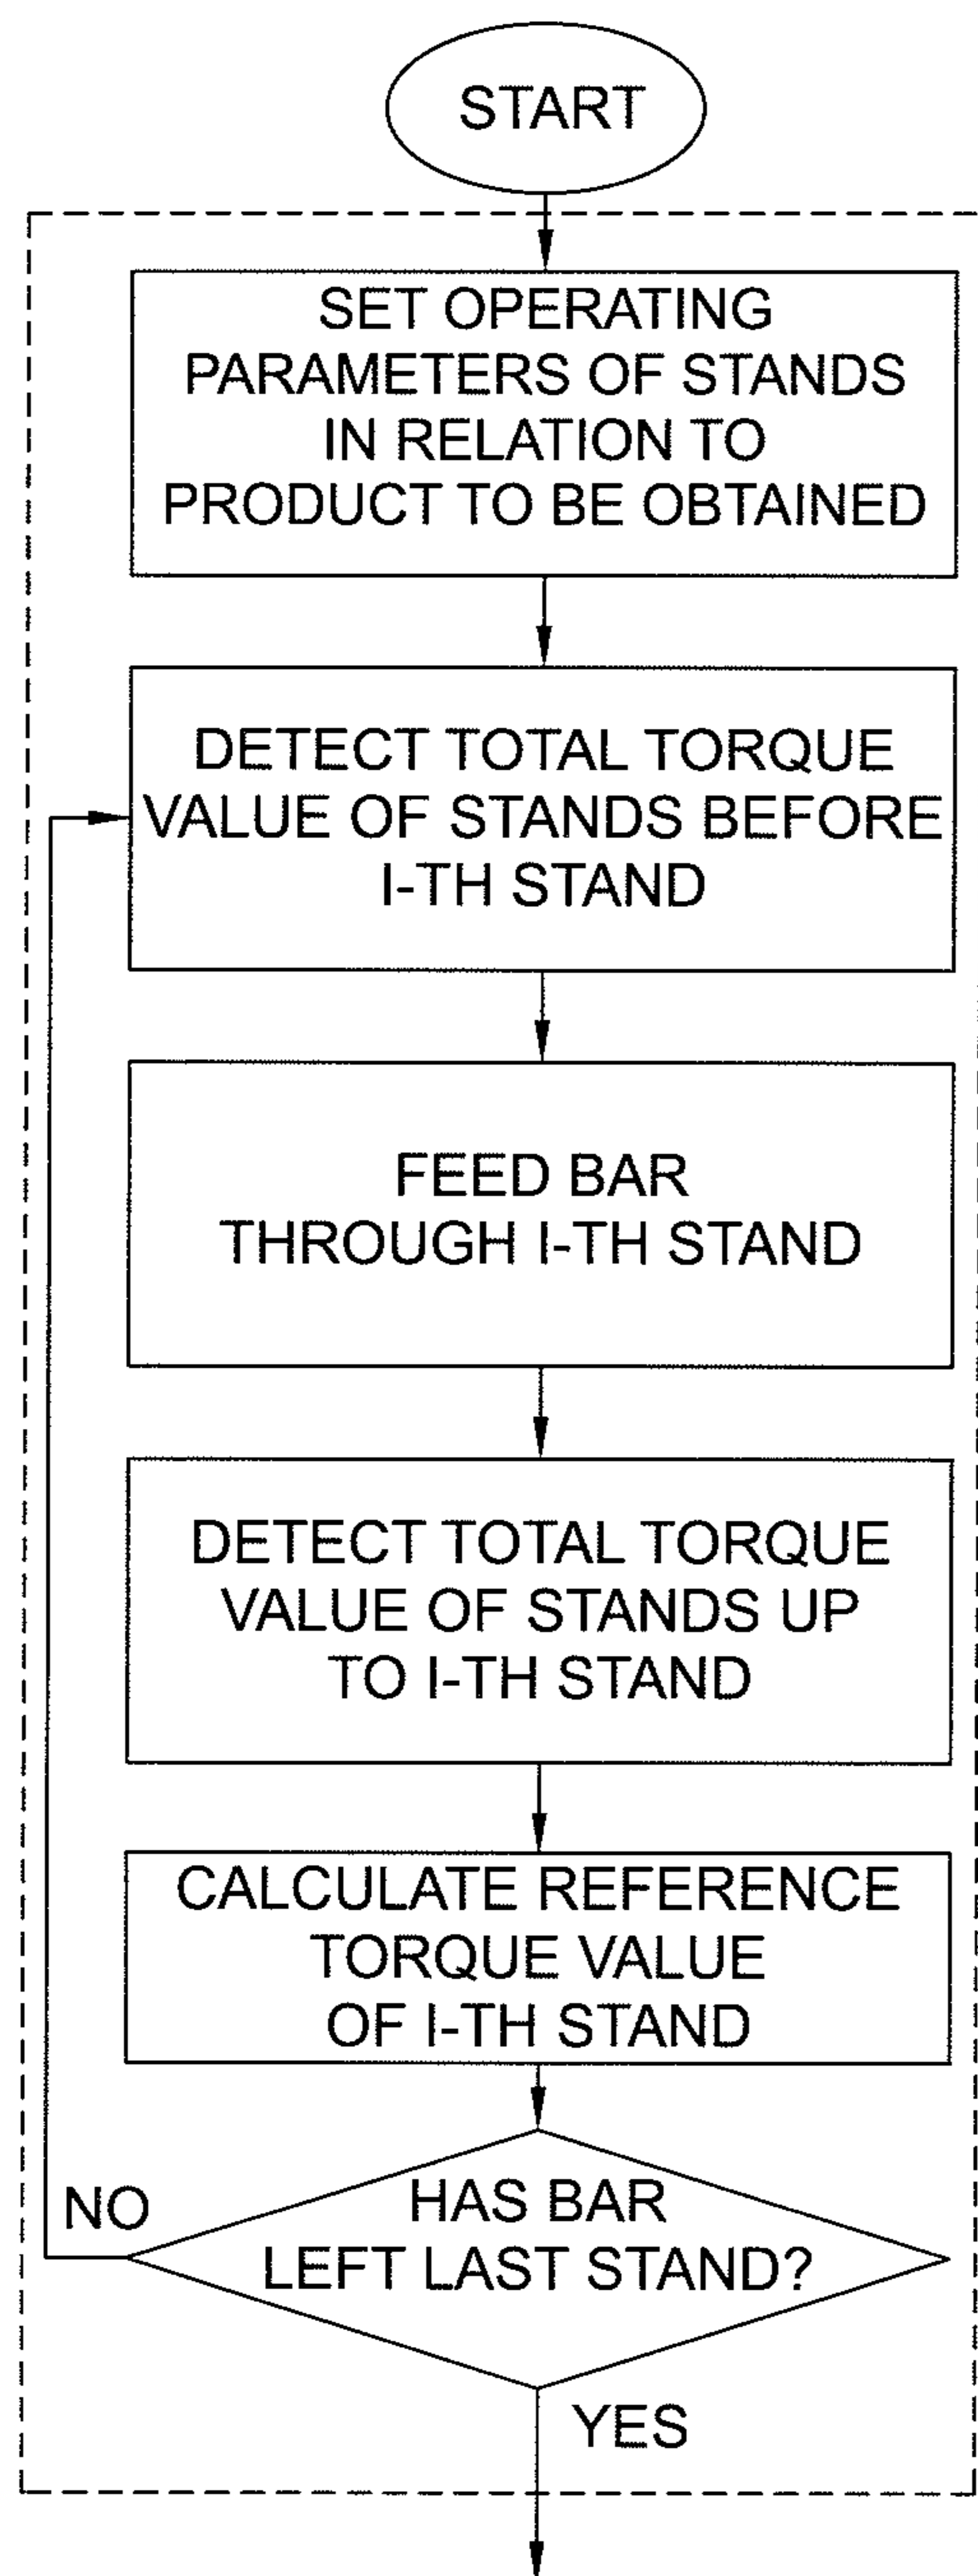 START
SET OPERATING
PARAMETERS OF STANDS
IN RELATION TO
PRODUCT TO BE OBTAINED
DETECT TOTAL TORQUE
VALUE OF STANDS BEFORE
I-TH STAND
FEED BAR
THROUGH I-TH STAND
DETECT TOTAL TORQUE
VALUE OF STANDS UP
TO I-TH STAND
CALCULATE REFERENCE
TORQUE VALUE
OF I-TH STAND
HAS BAR
LEFT LAST STAND?
NO
YES